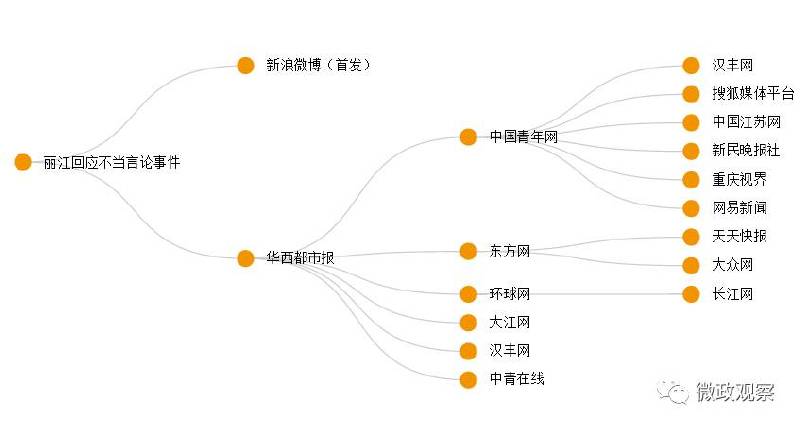 丽江回应不当言论事件
新浪微博（首发）
华西都市报
中国青年网
东方网
环球网
大江网
汉丰网
中青在线
汉丰网
搜狐媒体平台
中国江苏网
新民晚报社
重庆视界
网易新闻
天天快报
大众网
长江网
微政观察